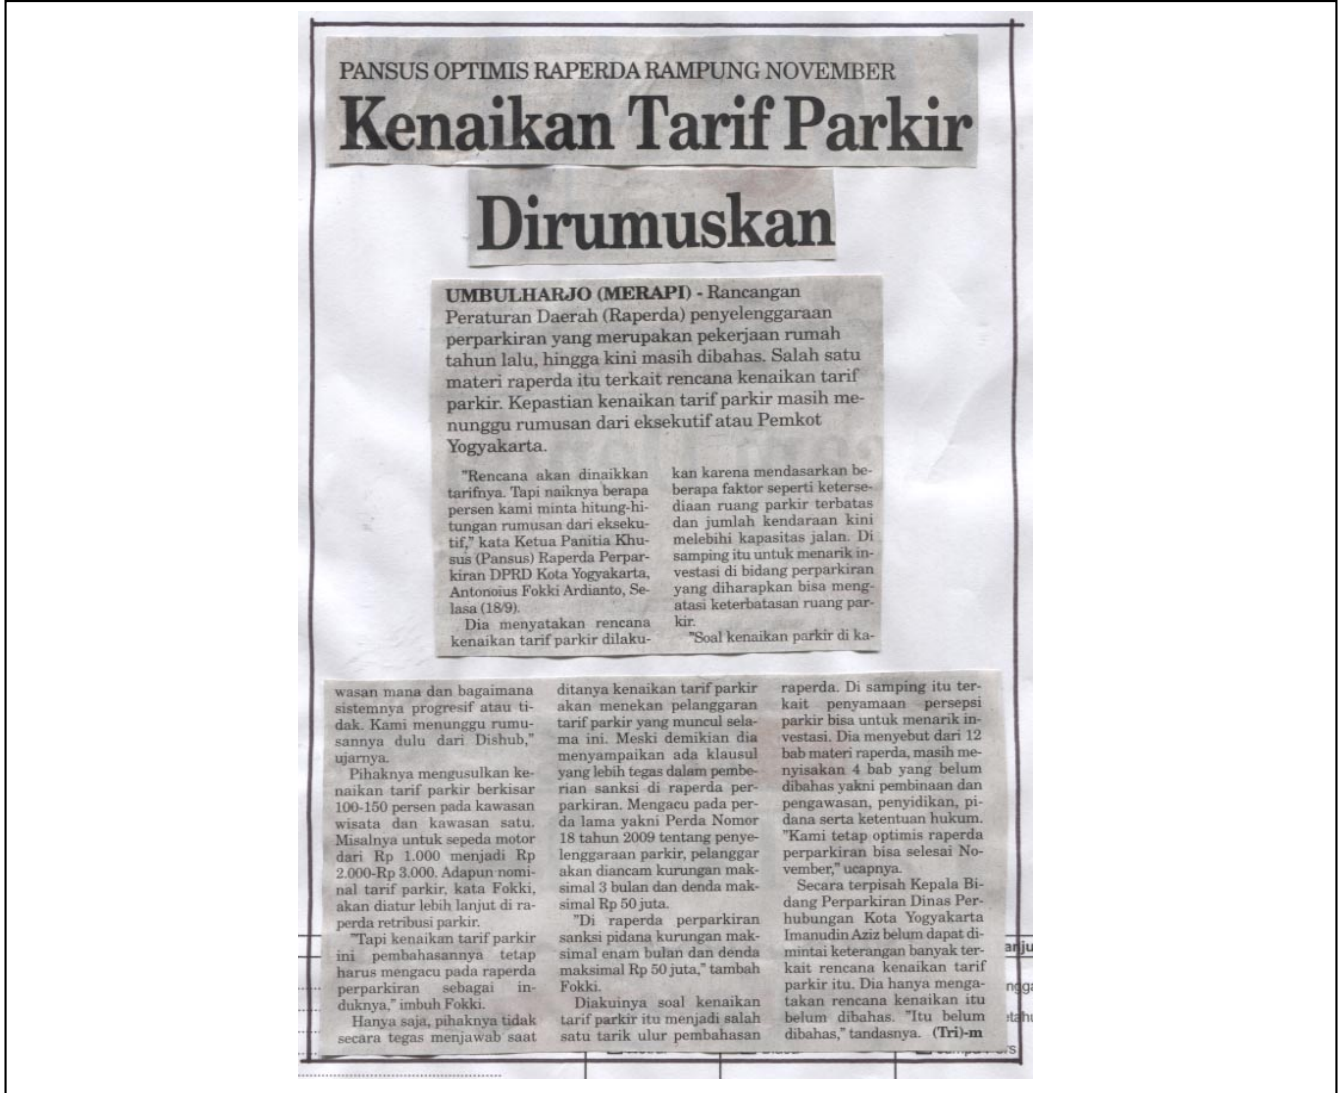 PANSUS OPTIMIS RAPERDA RAMPUNG NOVEMBER
Kenaikan Tarif Parkir
Dirumuskan
UMBULHARJO (MERAPI) - Rancangan
Peraturan Daerah (Raperda) penyelenggaraan
perparkiran yang merupakan pekerjaan rumah
tahun lalu, hingga kini masih dibahas. Salah satu
materi raperda itu terkait rencana kenaikan tarif
parkir. Kepastian kenaikan tarif parkir masih me-
nunggu rumusan dari eksekutif atau Pemkot
Yogyakarta.
"Rencana akan dinaikkan
tarifnya. Tapi naiknya berapa
persen kami minta hitung-hi-
tungan rumusan dari ekseku-
tif," kata Ketua Panitia Khu-
sus (Pansus) Raperda Perpar-
kiran DPRD Kota Yogyakarta,
Antonoius Fokki Ardianto, Se-
lasa (18/9).
Dia menyatakan rencana
kenaikan tarif parkir dilaku-
kan karena mendasarkan be-
berapa faktor seperti keterse-
diaan ruang parkir terbatas
dan jumlah kendaraan kini
melebihi kapasitas jalan. Di
samping itu untuk menarik in-
vestasi di bidang perparkiran
yang diharapkan bisa meng-
atasi keterbatasan ruang par-
kir.
"Soal kenaikan parkir di ka-
wasan mana dan bagaimana
sistemnya progresif atau ti-
dak. Kami menunggu rumu-
sannya dulu dari Dishub,"
ujarnya.
Pihaknya mengusulkan ke-
naikan tarif parkir berkisar
100-150 persen pada kawasan
wisata dan kawasan satu.
Misalnya untuk sepeda motor
dari Rp 1.000 menjadi Rp
2.000-Rp 3.000. Adapun nomi-
nal tarif parkir, kata Fokki,
akan diatur lebih lanjut di ra-
perda retribusi parkir.
"Tapi kenaikan tarif parkir
ini pembahasannya tetap
harus mengacu pada raperda
perparkiran sebagai in-
duknya," imbuh Fokki.
Hanya saja, pihaknya tidak
secara tegas menjawab saat
ditanya kenaikan tarif parkir
akan menekan pelanggaran
tarif parkir yang muncul sela-
ma ini. Meski demikian dia
menyampaikan ada klausul
yang lebih tegas dalam pembe-
rian sanksi di raperda per-
parkiran. Mengacu pada per-
da lama yakni Perda Nomor
18 tahun 2009 tentang penye-
lenggaraan parkir, pelanggar
akan diancam kurungan mak-
simal 3 bulan dan denda mak-
simal Rp 50 juta.
"Di raperda perparkiran
sanksi pidana kurungan mak-
simal enam bulan dan denda
maksimal Rp 50 juta," tambah
Fokki.
Diakuinya soal kenaikan
tarif parkir itu menjadi salah
satu tarik ulur pembahasan
raperda. Di samping itu ter-
kait penyamaan persepsi
parkir bisa untuk menarik in-
vestasi. Dia menyebut dari 12
bab materi raperda, masih me-
nyisakan 4 bab yang belum
dibahas yakni pembinaan dan
pengawasan, penyidikan, pi-
dana serta ketentuan hukum.
"Kami tetap optimis raperda
perparkiran bisa selesai No-
vember," ucapnya.
Secara terpisah Kepala Bi-
dang Perparkiran Dinas Per-
hubungan Kota Yogyakarta
Imanudin Aziz belum dapat di-
mintai keterangan banyak ter-
kait rencana kenaikan tarif
parkir itu. Dia hanya menga-
takan rencana kenaikan itu
belum dibahas. "Itu belum
dibahas," tandasnya. (Tri)-m